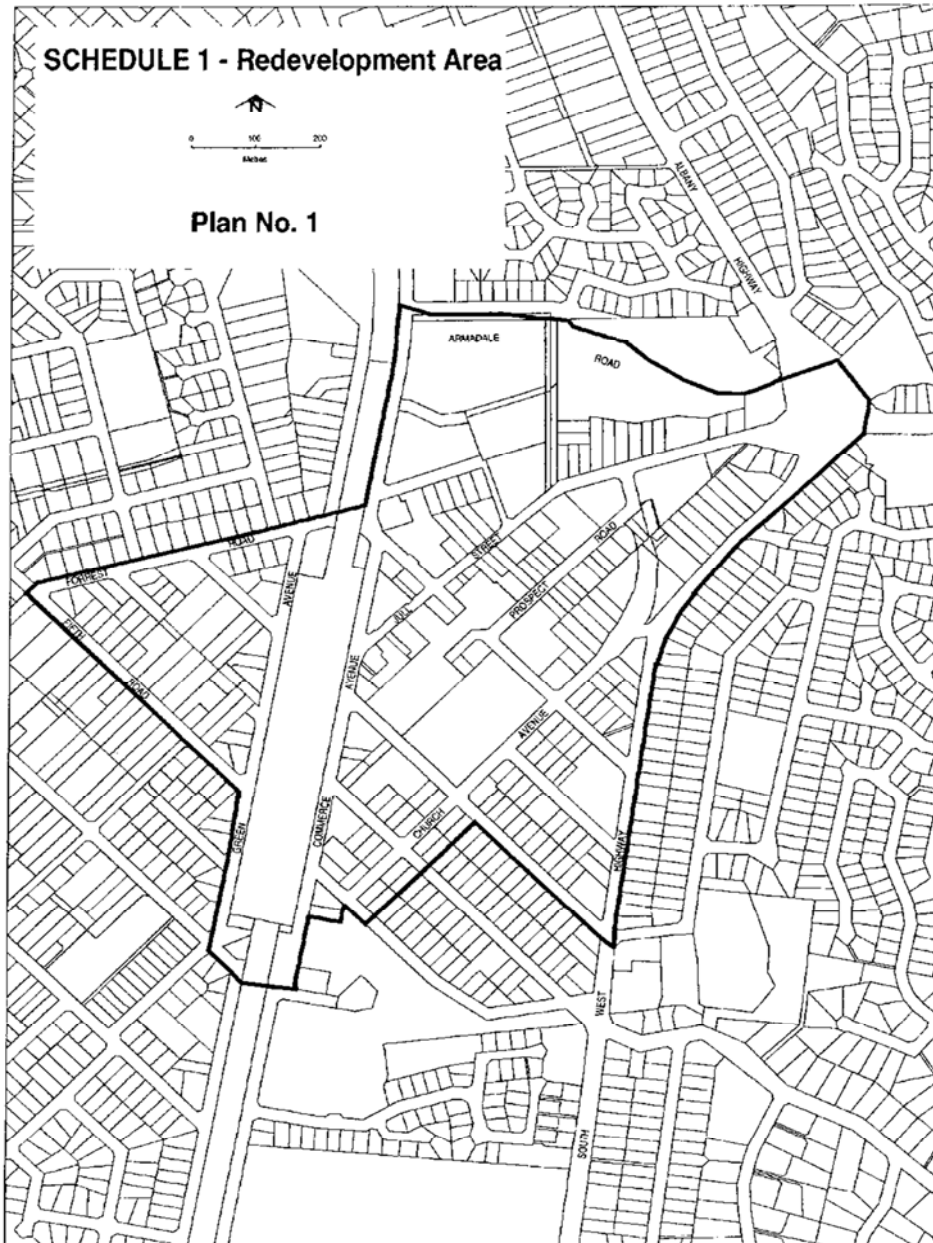 SCHEDULE 1 - Redevelopment Area
N
0 100 200
Metres
Plan No. 1
ALBANY
HIGHWAY
ARMADALE
ROAD
FORREST
ROAD
FIFTH
ROAD
GREEN
AVENUE
COMMERCE
AVENUE
JULL
STREET
PROSPECT
ROAD
CHURCH
AVENUE
SOUTH
WEST
HIGHWAY